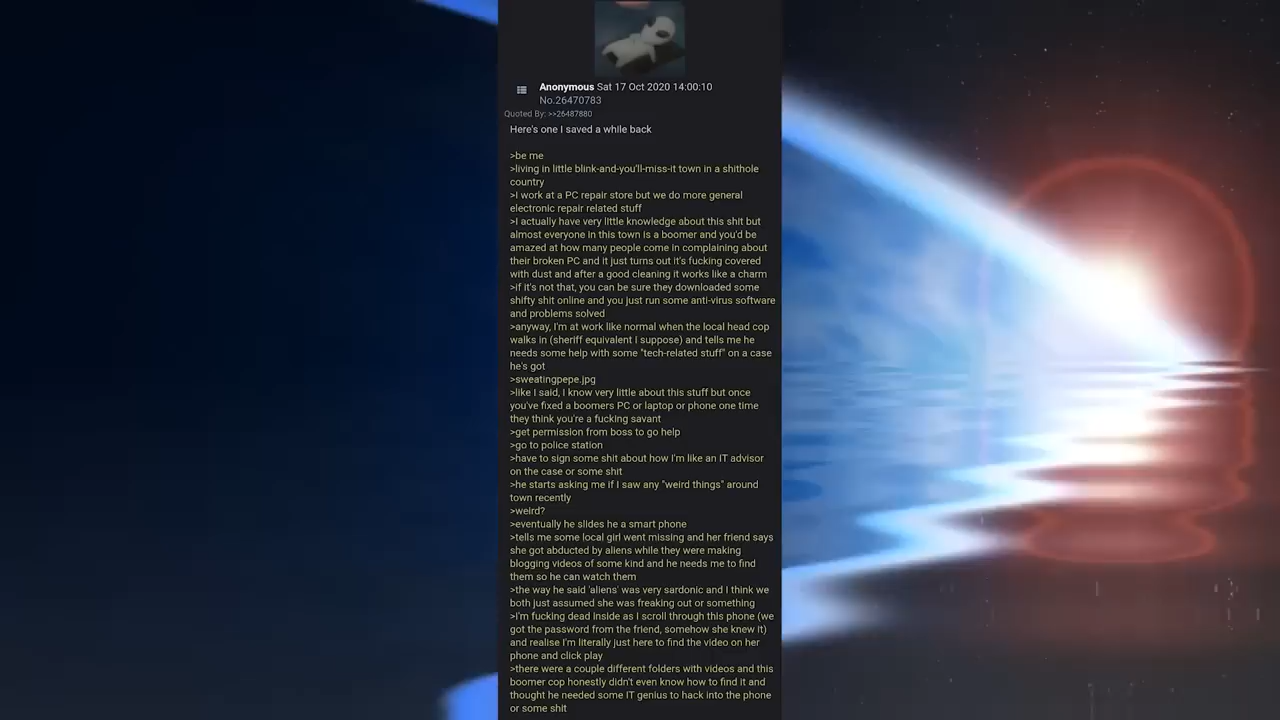 Anonymous Sat 17 Oct 2020 14:00:10
No.26470783
Quoted By: >>26487880
Here's one I saved a while back
>be me
>living in little blink-and-you'll-miss-it town in a shithole
country
>I work at a PC repair store but we do more general
electronic repair related stuff
>I actually have very little knowledge about this shit but
almost everyone in this town is a boomer and you'd be
amazed at how many people come in complaining about
their broken PC and it just turns out it's fucking covered
with dust and after a good cleaning it works like a charm
>if it's not that, you can be sure they downloaded some
shifty shit online and you just run some anti-virus software
and problems solved
>anyway, I'm at work like normal when the local head cop
walks in (sheriff equivalent I suppose) and tells me he
needs some help with some "tech-related stuff" on a case
he's got
>sweatingpepe.jpg
>like I said, i know very little about this stuff but once
you've fixed a boomers PC or laptop or phone one time
they think you're a fucking savant
>get permission from boss to go help
>go to police station
>have to sign some shit about how I'm like an IT advisor
on the case or some shit
>he starts asking me if I saw any "weird things" around
town recently
>weird?
>eventually he slides he a smart phone
>tells me some local girl went missing and her friend says
she got abducted by aliens while they were making
blogging videos of some kind and he needs me to find
them so he can watch them
>the way he said 'aliens' was very sardonic and I think we
both just assumed she was freaking out or something
>i'm fucking dead inside as I scroll through this phone (we
got the password from the friend, somehow she knew it)
and realise I'm literally just here to find the video on her
phone and click play
>there were a couple different folders with videos and this
boomer cop honestly didn't even know how to find it and
thought he needed some IT genius to hack into the phone
or some shit